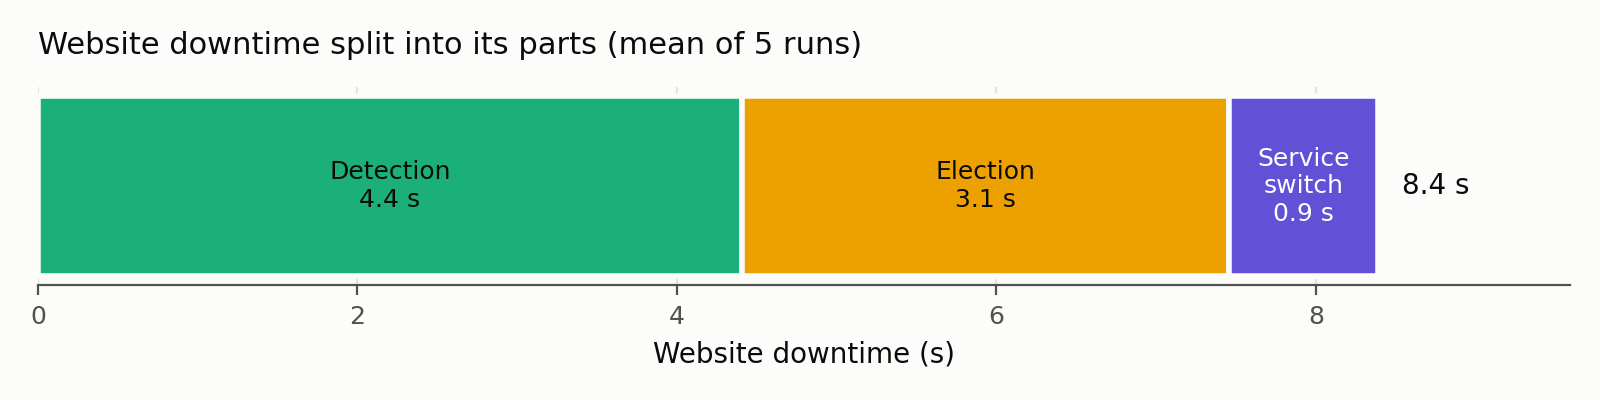 Website downtime split into its parts (mean of 5 runs)
Detection
4.4 s
Election
3.1 s
Service
switch
0.9 s
8.4 s
0 2 4 6 8
Website downtime (s)